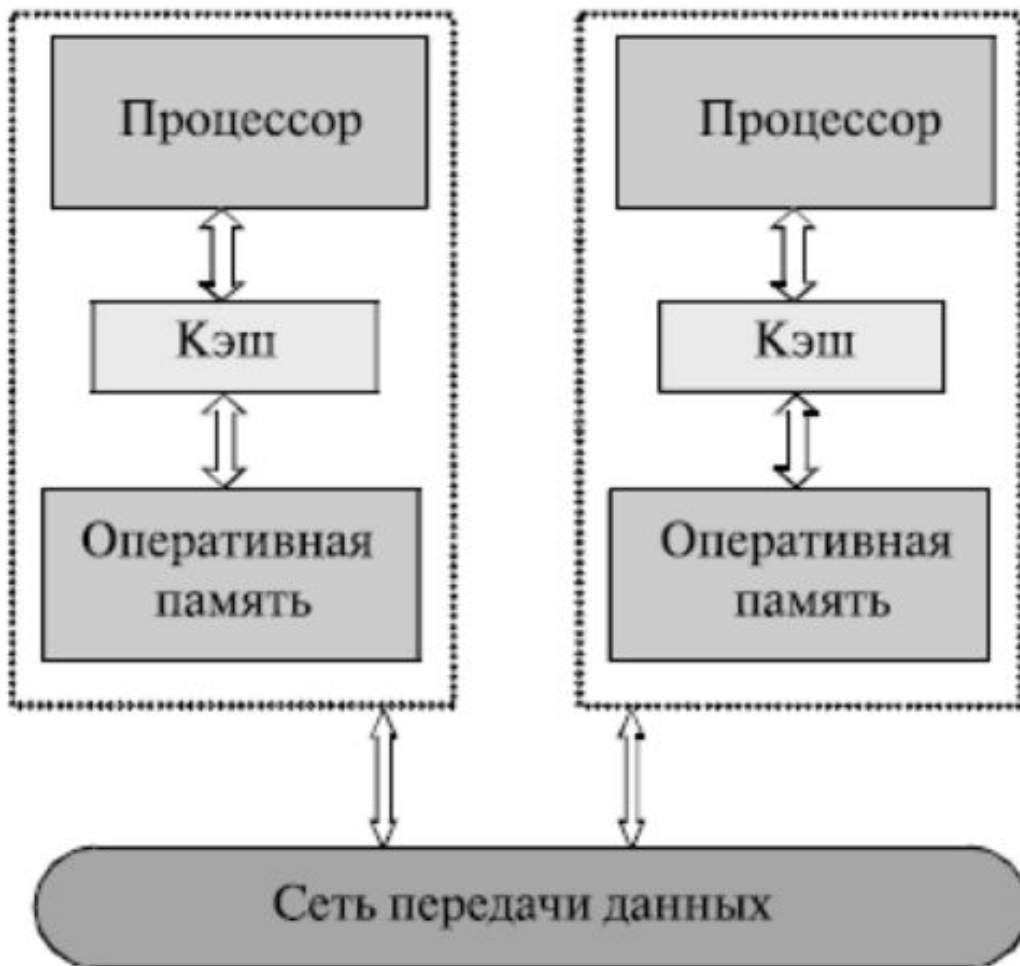 Процессор
Кэш
Оперативная
память
Процессор
Кэш
Оперативная
память
Сеть передачи данных